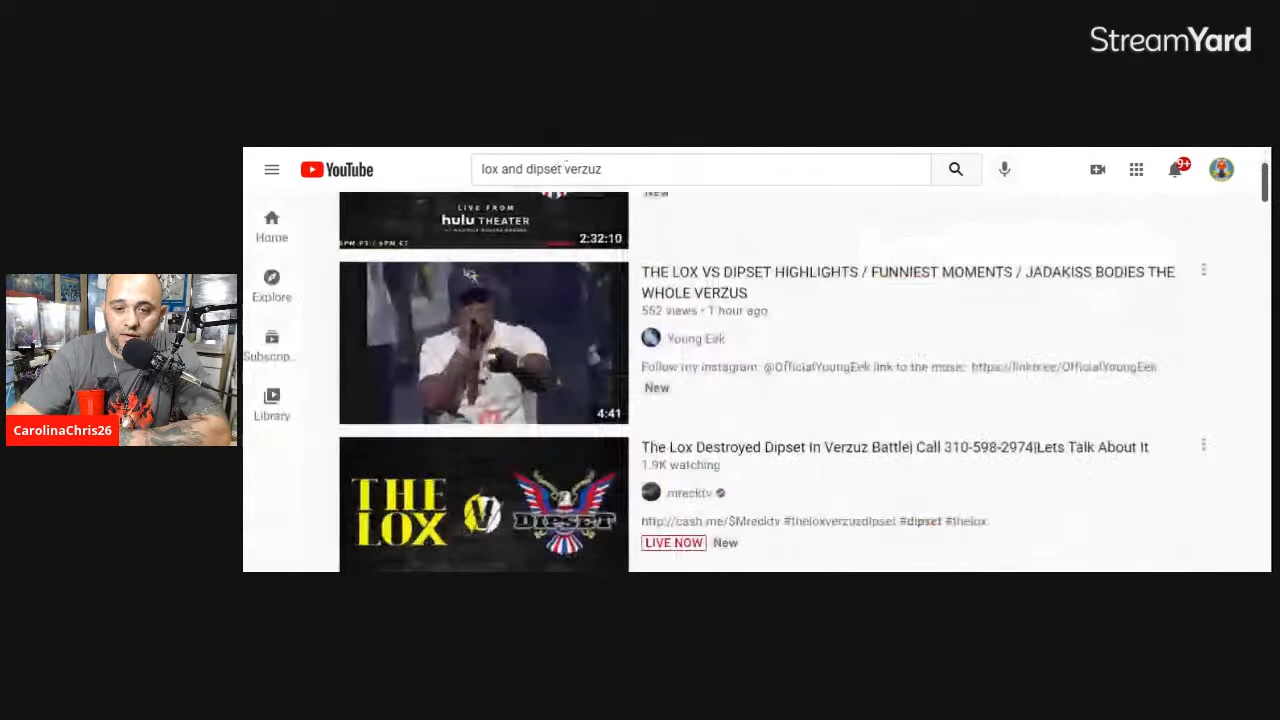 StreamYard
YouTube
lox and dipset verzuz
9+
New
Home
Explore
Subscrip..
Library
LIVE FROM
hulu THEATER
2:32:10
THE LOX VS DIPSET HIGHLIGHTS / FUNNIEST MOMENTS / JADAKISS BODIES THE
WHOLE VERZUS
552 views • 1 hour ago
Young Eek
Follow my instagram: @OfficialYoungEek link to the music: https://linktr.ee/OfficialYoungEek
New
4:41
THE LOX V DIPSET
The Lox Destroyed Dipset In Verzuz Battle| Call 310-598-2974|Lets Talk About It
1.9K watching
mrecktv
http://cash.me/$Mrecktv #theloxverzuzdipset #dipset #thelox
LIVE NOW New
CarolinaChris26